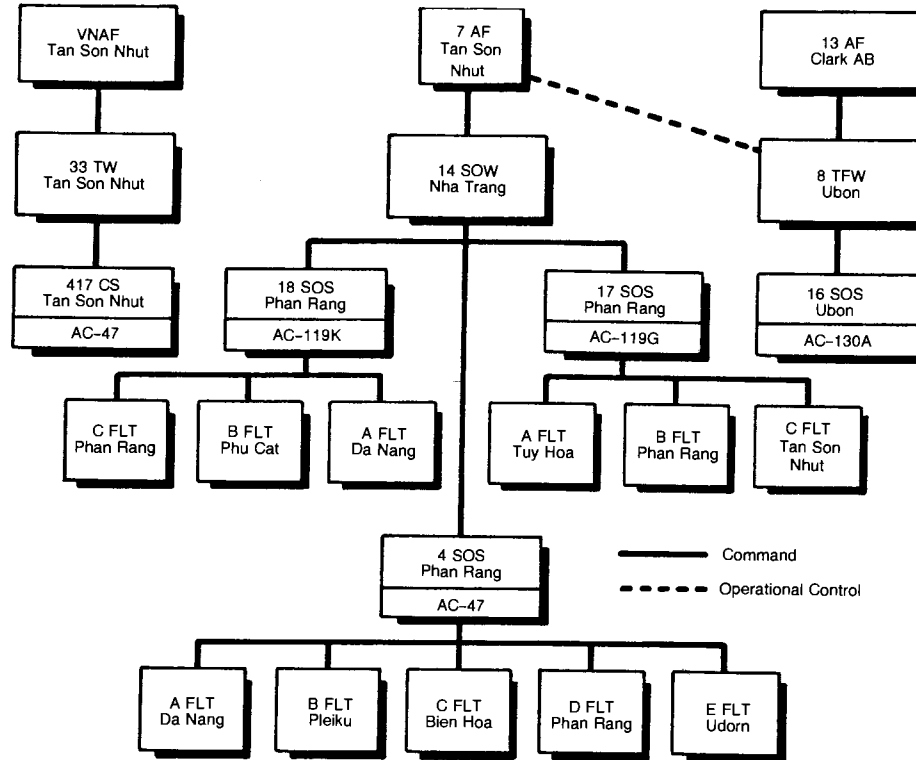 VNAF
Tan Son Nhut
7 AF
Tan Son
Nhut
13 AF
Clark AB
33 TW
Tan Son Nhut
14 SOW
Nha Trang
8 TFW
Ubon
417 CS
Tan Son Nhut
AC-47
18 SOS
Phan Rang
AC-119K
17 SOS
Phan Rang
AC-119G
16 SOS
Ubon
AC-130A
C FLT
Phan Rang
B FLT
Phu Cat
A FLT
Da Nang
A FLT
Tuy Hoa
B FLT
Phan Rang
C FLT
Tan Son
Nhut
4 SOS
Phan Rang
AC-47
Command
Operational Control
A FLT
Da Nang
B FLT
Pleiku
C FLT
Bien Hoa
D FLT
Phan Rang
E FLT
Udorn